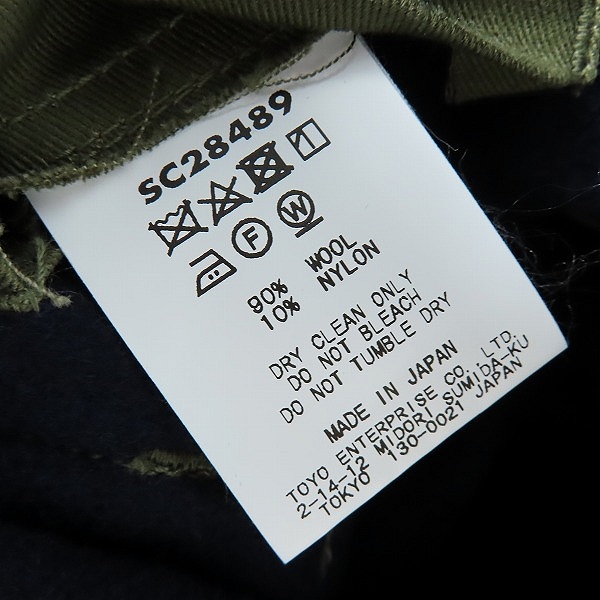 SC28489
F W
90% WOOL
10% NYLON
DRY CLEAN ONLY
DO NOT BLEACH
DO NOT TUMBLE DRY
MADE IN JAPAN
TOYO ENTERPRISE CO. LTD.
2-14-12 MIDORI SUMIDA-KU
TOKYO 130-0021 JAPAN